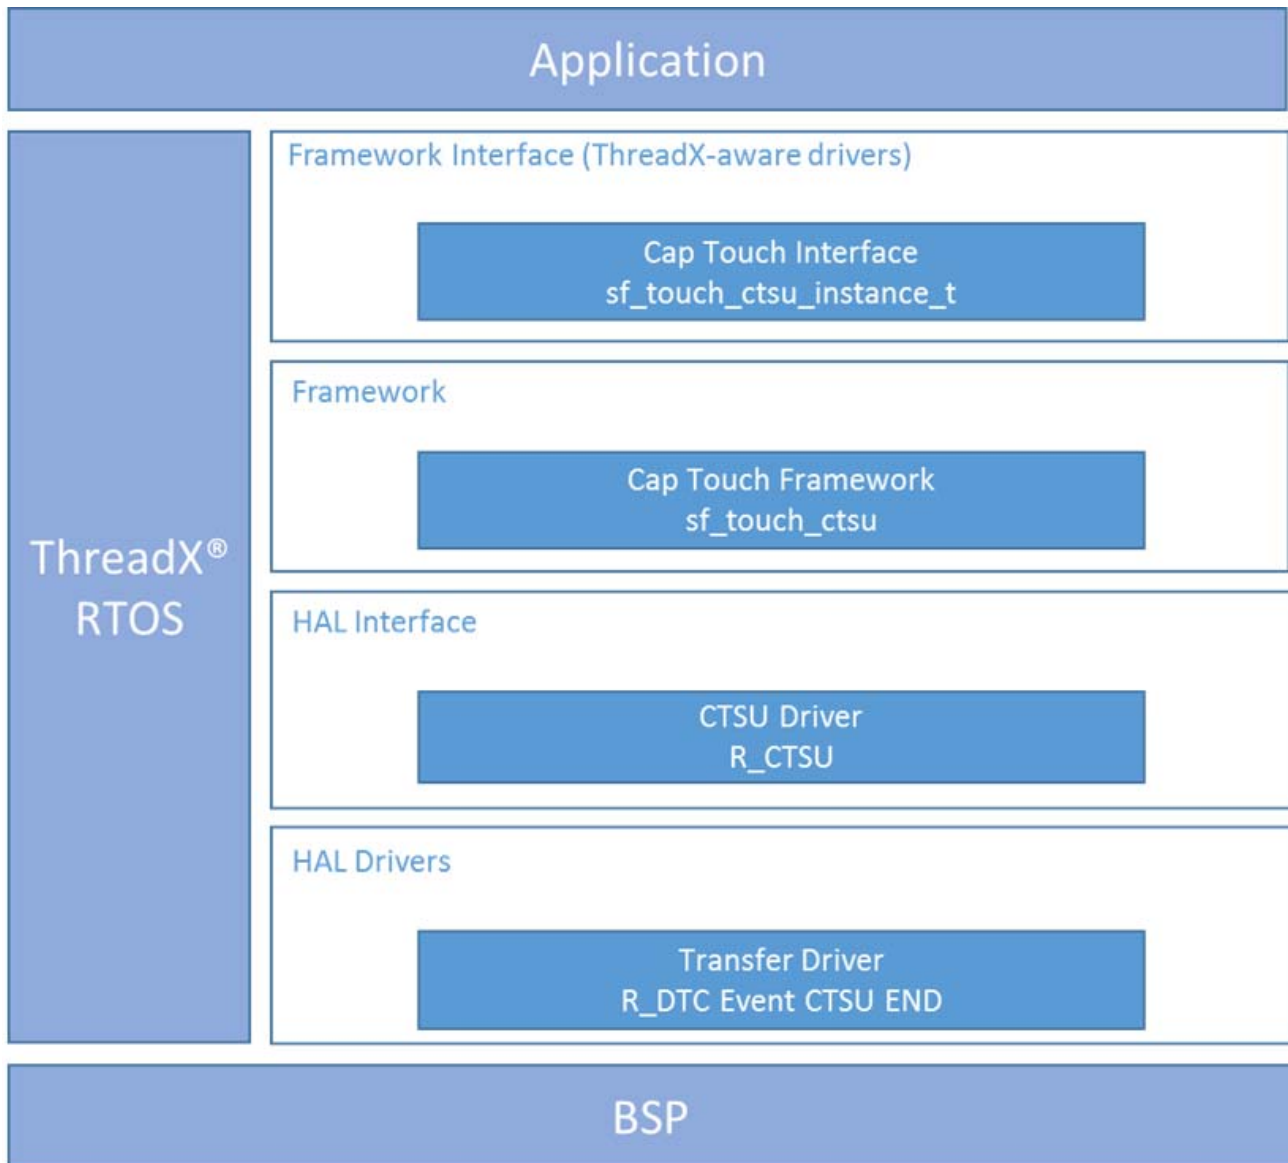 Application
ThreadX®
RTOS
Framework Interface (ThreadX-aware drivers)
Cap Touch Interface
sf_touch_ctsu_instance_t
Framework
Cap Touch Framework
sf_touch_ctsu
HAL Interface
CTSU Driver
R_CTSU
HAL Drivers
Transfer Driver
R_DTC Event CTSU END
BSP